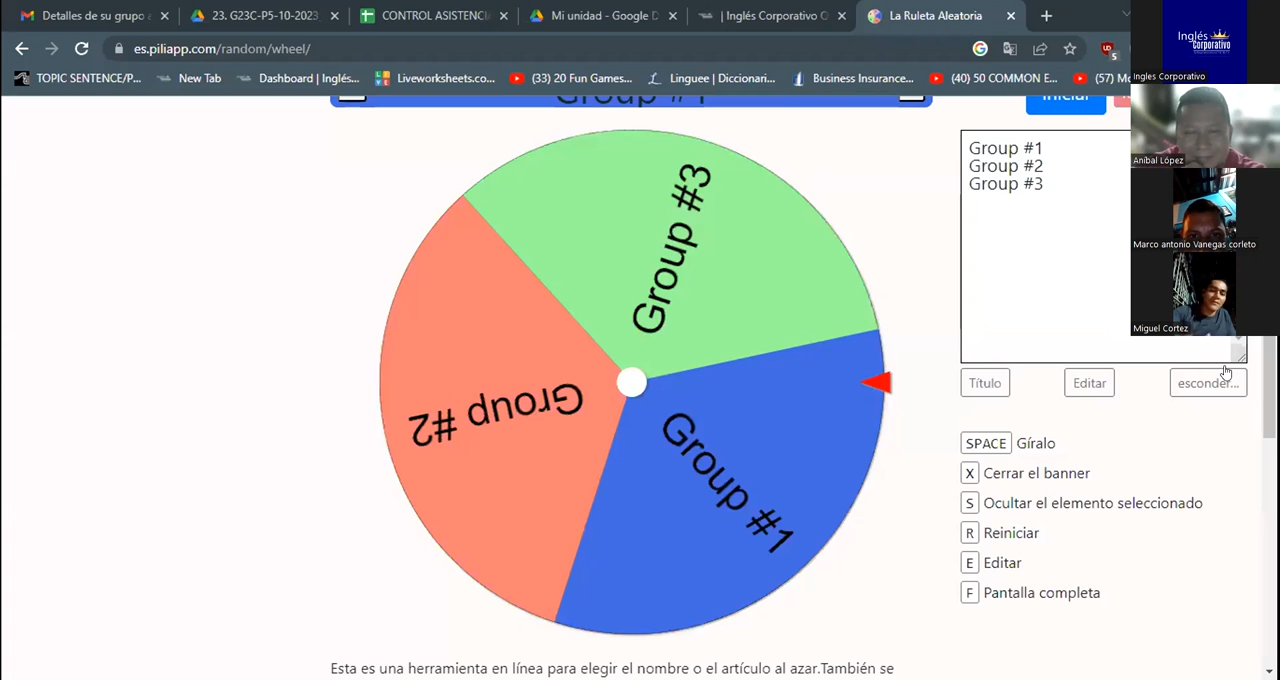 Detalles de su grupo
23. G23C-P5-10-2023
CONTROL ASISTENCI
Mi unidad - Google D
| Inglés Corporativo
La Ruleta Aleatoria
es.piliapp.com/random/wheel/
TOPIC SENTENCE/P...
New Tab
Dashboard | Inglés...
Liveworksheets.co...
(33) 20 Fun Games...
Linguee | Diccionari...
Business Insurance...
(40) 50 COMMON E...
(57) M
Inglés
Corporativo
Ingles Corporativo
Aníbal López
Marco antonio Vanegas corleto
Miguel Cortez
Group #1
Iniciar
Group #3
Group #2
Group #1
Group #1
Group #2
Group #3
Título
Editar
esconder...
SPACE Gíralo
X Cerrar el banner
S Ocultar el elemento seleccionado
R Reiniciar
E Editar
F Pantalla completa
Esta es una herramienta en línea para elegir el nombre o el artículo al azar.También se